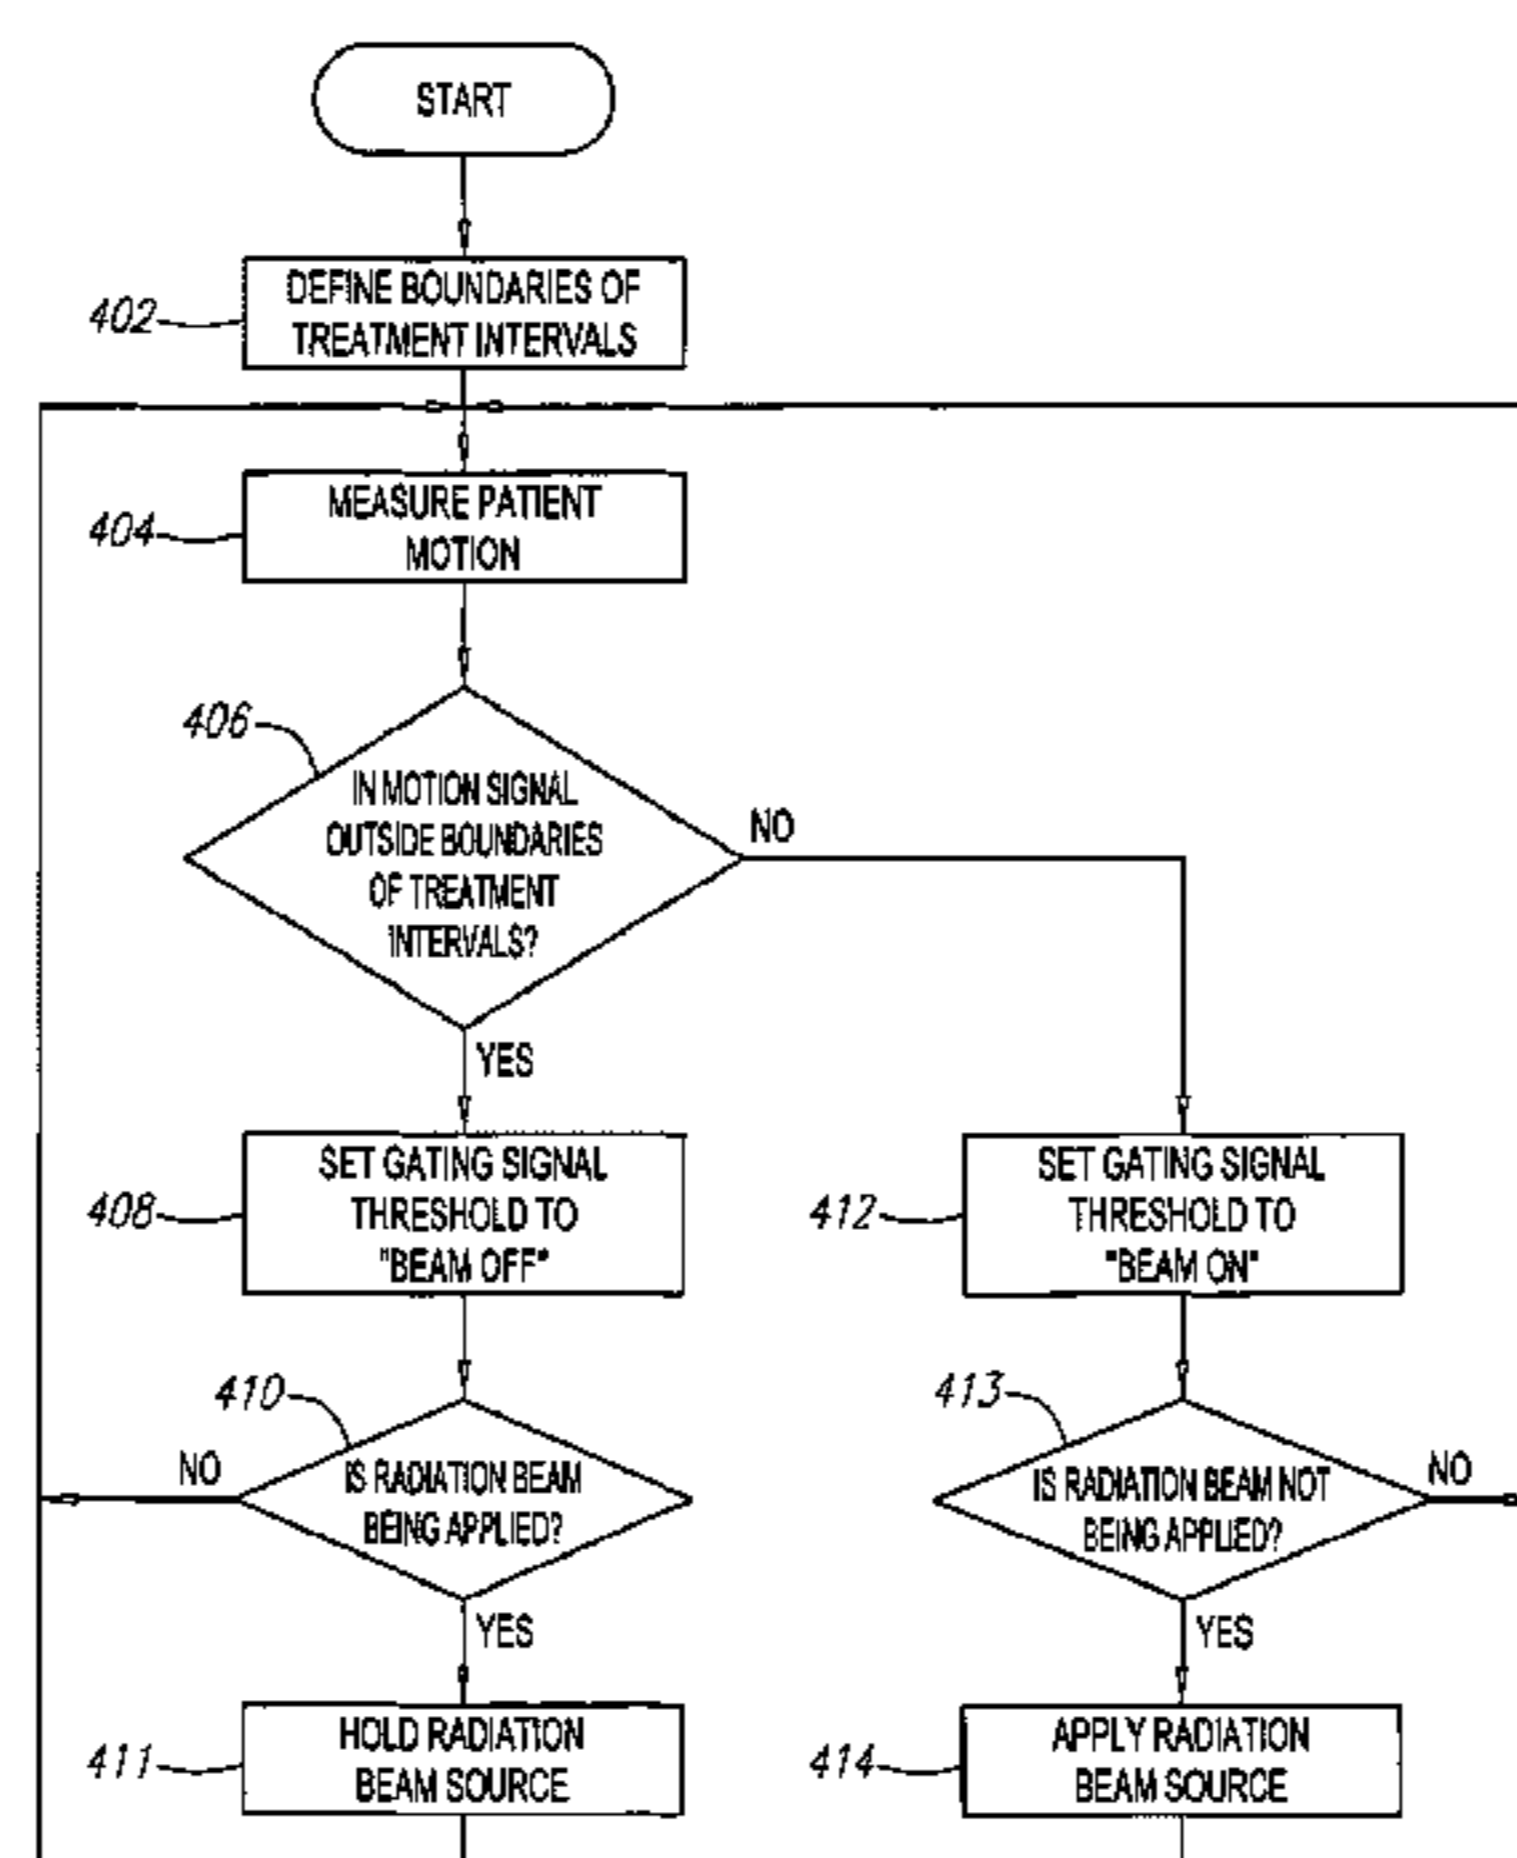 START
DEFINE BOUNDARIES OF
TREATMENT INTERVALS
402
MEASURE PATIENT
MOTION
404
406
IN MOTION SIGNAL
OUTSIDE BOUNDARIES
OF TREATMENT
INTERVALS?
NO
YES
SET GATING SIGNAL
THRESHOLD TO
"BEAM OFF"
408
SET GATING SIGNAL
THRESHOLD TO
"BEAM ON"
412
410
IS RADIATION BEAM
BEING APPLIED?
NO
YES
413
IS RADIATION BEAM NOT
BEING APPLIED?
NO
YES
HOLD RADIATION
BEAM SOURCE
411
APPLY RADIATION
BEAM SOURCE
414